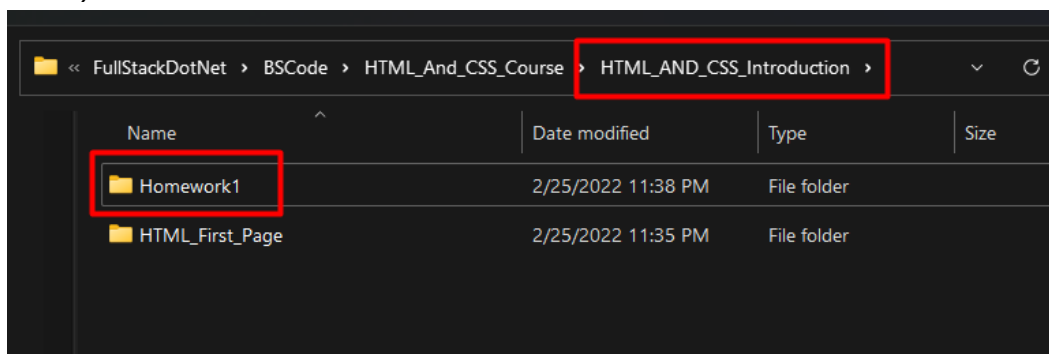 « FullStackDotNet › BSCode › HTML_And_CSS_Course › HTML_AND_CSS_Introduction ›
Name Date modified Type Size
Homework1 2/25/2022 11:38 PM File folder
HTML_First_Page 2/25/2022 11:35 PM File folder